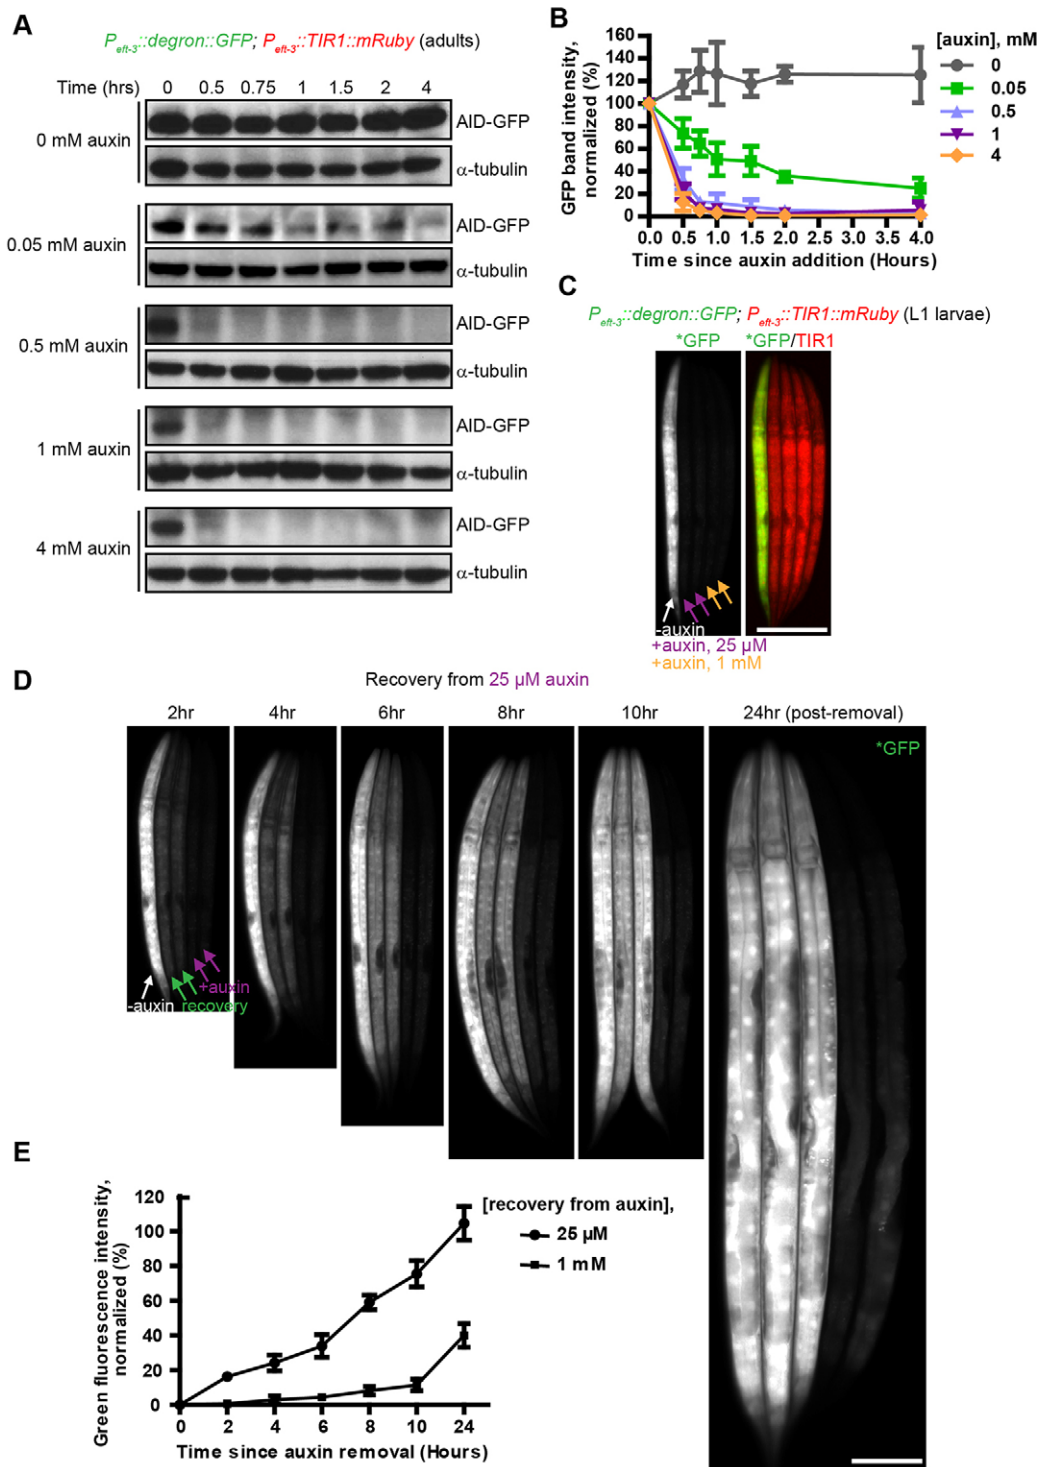 A
P eft-3::degron::GFP; P eft-3::TIR1::mRuby (adults)
Time (hrs) 0 0.5 0.75 1 1.5 2 4
0 mM auxin
AID-GFP
α-tubulin
0.05 mM auxin
AID-GFP
α-tubulin
0.5 mM auxin
AID-GFP
α-tubulin
1 mM auxin
AID-GFP
α-tubulin
4 mM auxin
AID-GFP
α-tubulin
B
GFP band intensity,
normalized (%)
160
140
120
100
80
60
40
20
0
0.0 0.5 1.0 1.5 2.0 2.5 3.0 3.5 4.0
Time since auxin addition (Hours)
[auxin], mM
0
0.05
0.5
1
4
C
P eft-3::degron::GFP; P eft-3::TIR1::mRuby (L1 larvae)
*GFP
*GFP/TIR1
-auxin
+auxin, 25 µM
+auxin, 1 mM
D
Recovery from 25 µM auxin
2hr 4hr 6hr 8hr 10hr 24hr (post-removal)
*GFP
+auxin
-auxin recovery
E
Green fluorescence intensity,
normalized (%)
120
100
80
60
40
20
0
0 2 4 6 8 10 24
Time since auxin removal (Hours)
[recovery from auxin],
25 µM
1 mM